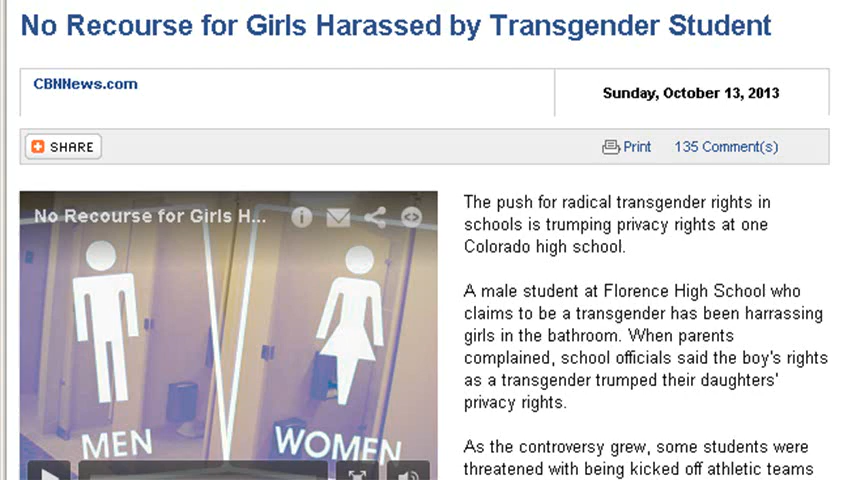 No Recourse for Girls Harassed by Transgender Student
CBNNews.com
Sunday, October 13, 2013
SHARE
Print
135 Comment(s)
No Recourse for Girls H...
MEN
WOMEN
The push for radical transgender rights in
schools is trumping privacy rights at one
Colorado high school.
A male student at Florence High School who
claims to be a transgender has been harrassing
girls in the bathroom. When parents
complained, school officials said the boy's rights
as a transgender trumped their daughters'
privacy rights.
As the controversy grew, some students were
threatened with being kicked off athletic teams